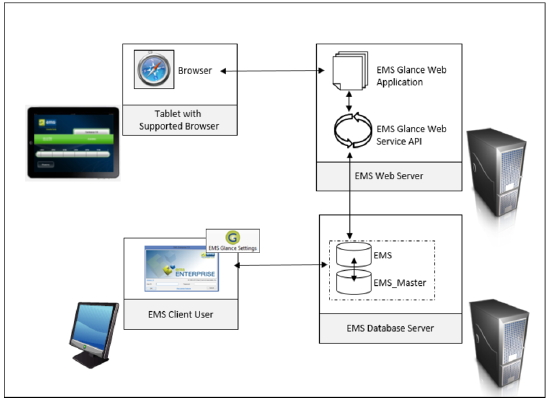 Browser
Tablet with
Supported Browser
EMS Glance Web
Application
EMS Glance Web
Service API
EMS Web Server
EMS Glance Settings
ENTERPRISE
EMS Client User
EMS
EMS_Master
EMS Database Server